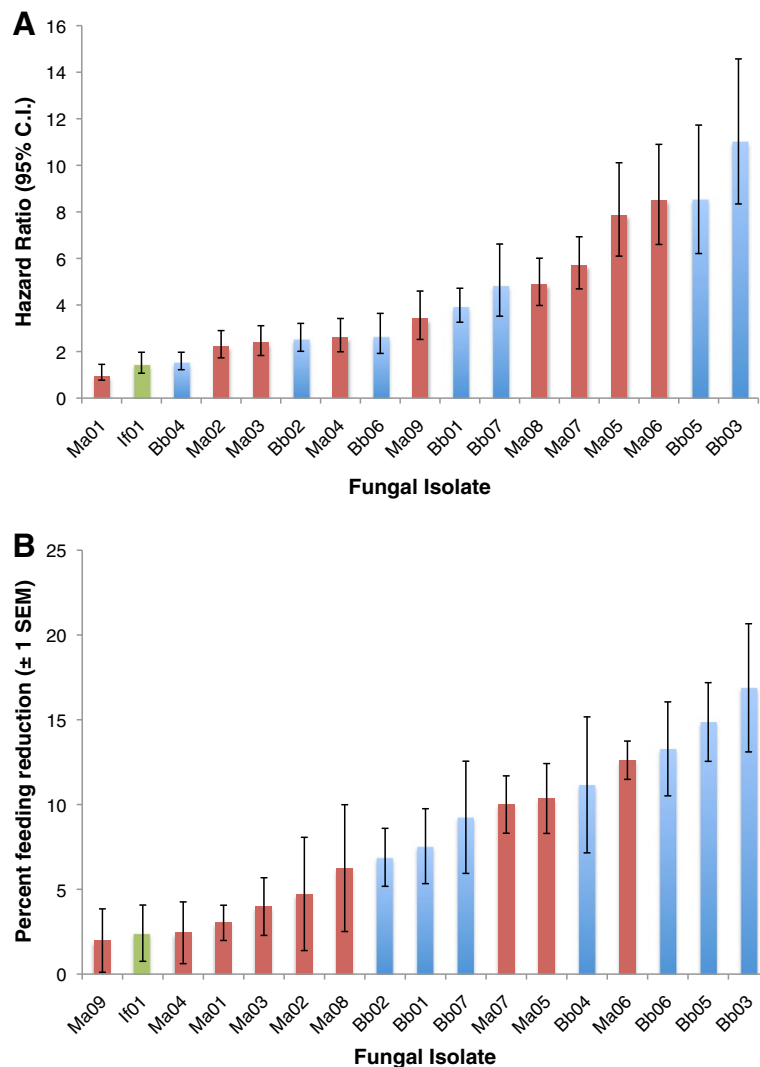 A
16
14
12
10
8
6
4
2
0
Hazard Ratio (95% C.I.)
Ma01 If01 Bb04 Ma02 Ma03 Bb02 Ma04 Bb06 Ma09 Bb01 Bb07 Ma08 Ma07 Ma05 Ma06 Bb05 Bb03
Fungal Isolate
B
25
20
15
10
5
0
Percent feeding reduction (± 1 SEM)
Ma09 If01 Ma04 Ma01 Ma03 Ma02 Ma08 Bb02 Bb01 Bb07 Ma07 Ma05 Bb04 Ma06 Bb06 Bb05 Bb03
Fungal Isolate